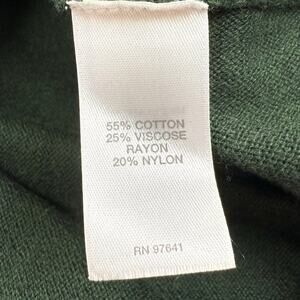 55% COTTON
25% VISCOSE
RAYON
20% NYLON
RN 97641